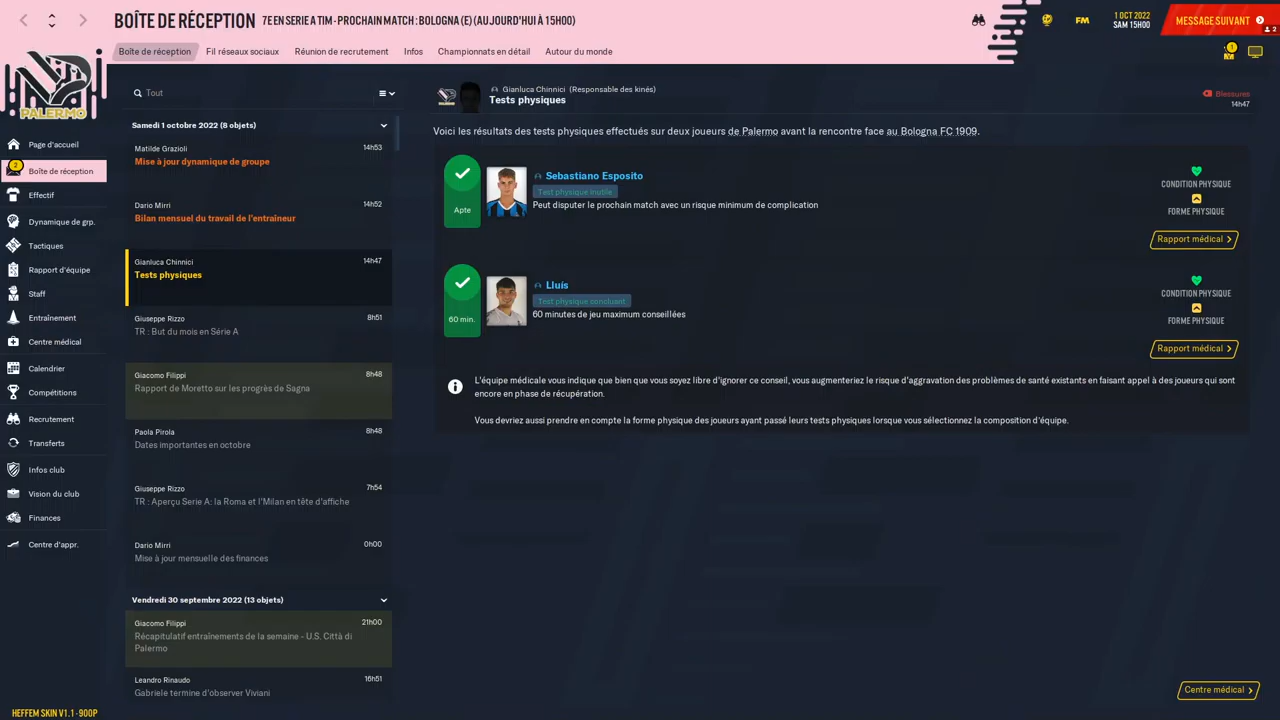 BOÎTE DE RÉCEPTION
7E EN SERIE A TIM - PROCHAIN MATCH : BOLOGNA (E) (AUJOURD'HUI À 15H00)
FM
1 OCT 2022
SAM 15H00
MESSAGE SUIVANT
2
Boîte de réception
Fil réseaux sociaux
Réunion de recrutement
Infos
Championnats en détail
Autour du monde
1
PALERMO
Page d'accueil
2
Boîte de réception
Effectif
Dynamique de grp.
Tactiques
Rapport d'équipe
Staff
Entraînement
Centre médical
Calendrier
Compétitions
Recrutement
Transferts
Infos club
Vision du club
Finances
Centre d'appr.
HEFFEM SKIN V1.1 - 900P
Tout
Samedi 1 octobre 2022 (8 objets)
Matilde Grazioli 14h53
Mise à jour dynamique de groupe
Dario Mirri 14h52
Bilan mensuel du travail de l'entraîneur
Gianluca Chinnici 14h47
Tests physiques
Giuseppe Rizzo 8h51
TR : But du mois en Série A
Giacomo Filippi 8h48
Rapport de Moretto sur les progrès de Sagna
Paola Pirola 8h48
Dates importantes en octobre
Giuseppe Rizzo 7h54
TR : Aperçu Serie A: la Roma et l'Milan en tête d'affiche
Dario Mirri 0h00
Mise à jour mensuelle des finances
Vendredi 30 septembre 2022 (13 objets)
Giacomo Filippi 21h00
Récapitulatif entraînements de la semaine - U.S. Città di
Palermo
Leandro Rinaudo 16h51
Gabriele termine d'observer Viviani
PALERMO
Gianluca Chinnici (Responsable des kinés)
Tests physiques
Blessures
14h47
Voici les résultats des tests physiques effectués sur deux joueurs de Palermo avant la rencontre face au Bologna FC 1909.
Apte
Sebastiano Esposito
Test physique inutile
Peut disputer le prochain match avec un risque minimum de complication
CONDITION PHYSIQUE
FORME PHYSIQUE
Rapport médical
60 min.
Lluís
Test physique concluant
60 minutes de jeu maximum conseillées
CONDITION PHYSIQUE
FORME PHYSIQUE
Rapport médical
L'équipe médicale vous indique que bien que vous soyez libre d'ignorer ce conseil, vous augmenteriez le risque d'aggravation des problèmes de santé existants en faisant appel à des joueurs qui sont
encore en phase de récupération.
Vous devriez aussi prendre en compte la forme physique des joueurs ayant passé leurs tests physiques lorsque vous sélectionnez la composition d'équipe.
Centre médical